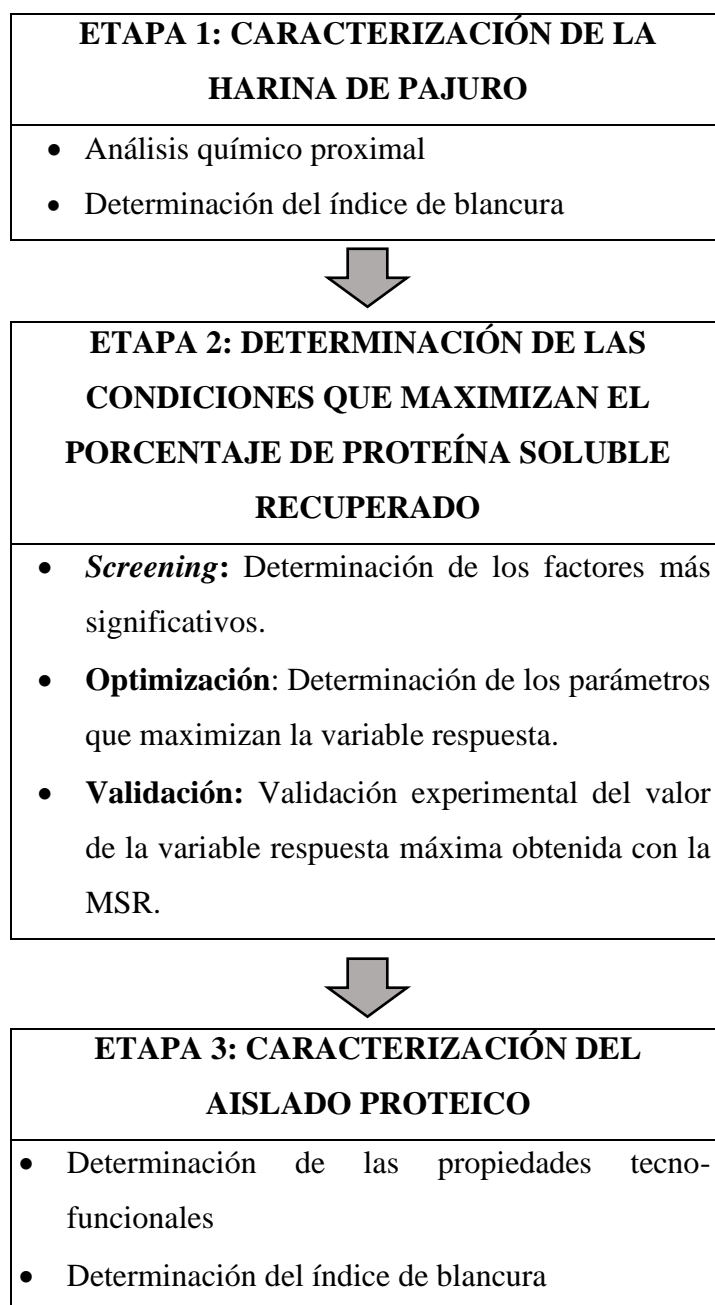 ETAPA 1: CARACTERIZACIÓN DE LA
HARINA DE PAJURO
• Análisis químico proximal
• Determinación del índice de blancura
ETAPA 2: DETERMINACIÓN DE LAS
CONDICIONES QUE MAXIMIZAN EL
PORCENTAJE DE PROTEÍNA SOLUBLE
RECUPERADO
• Screening: Determinación de los factores más
significativos.
• Optimización: Determinación de los parámetros
que maximizan la variable respuesta.
• Validación: Validación experimental del valor
de la variable respuesta máxima obtenida con la
MSR.
ETAPA 3: CARACTERIZACIÓN DEL
AISLADO PROTEICO
• Determinación de las propiedades tecno-
funcionales
• Determinación del índice de blancura